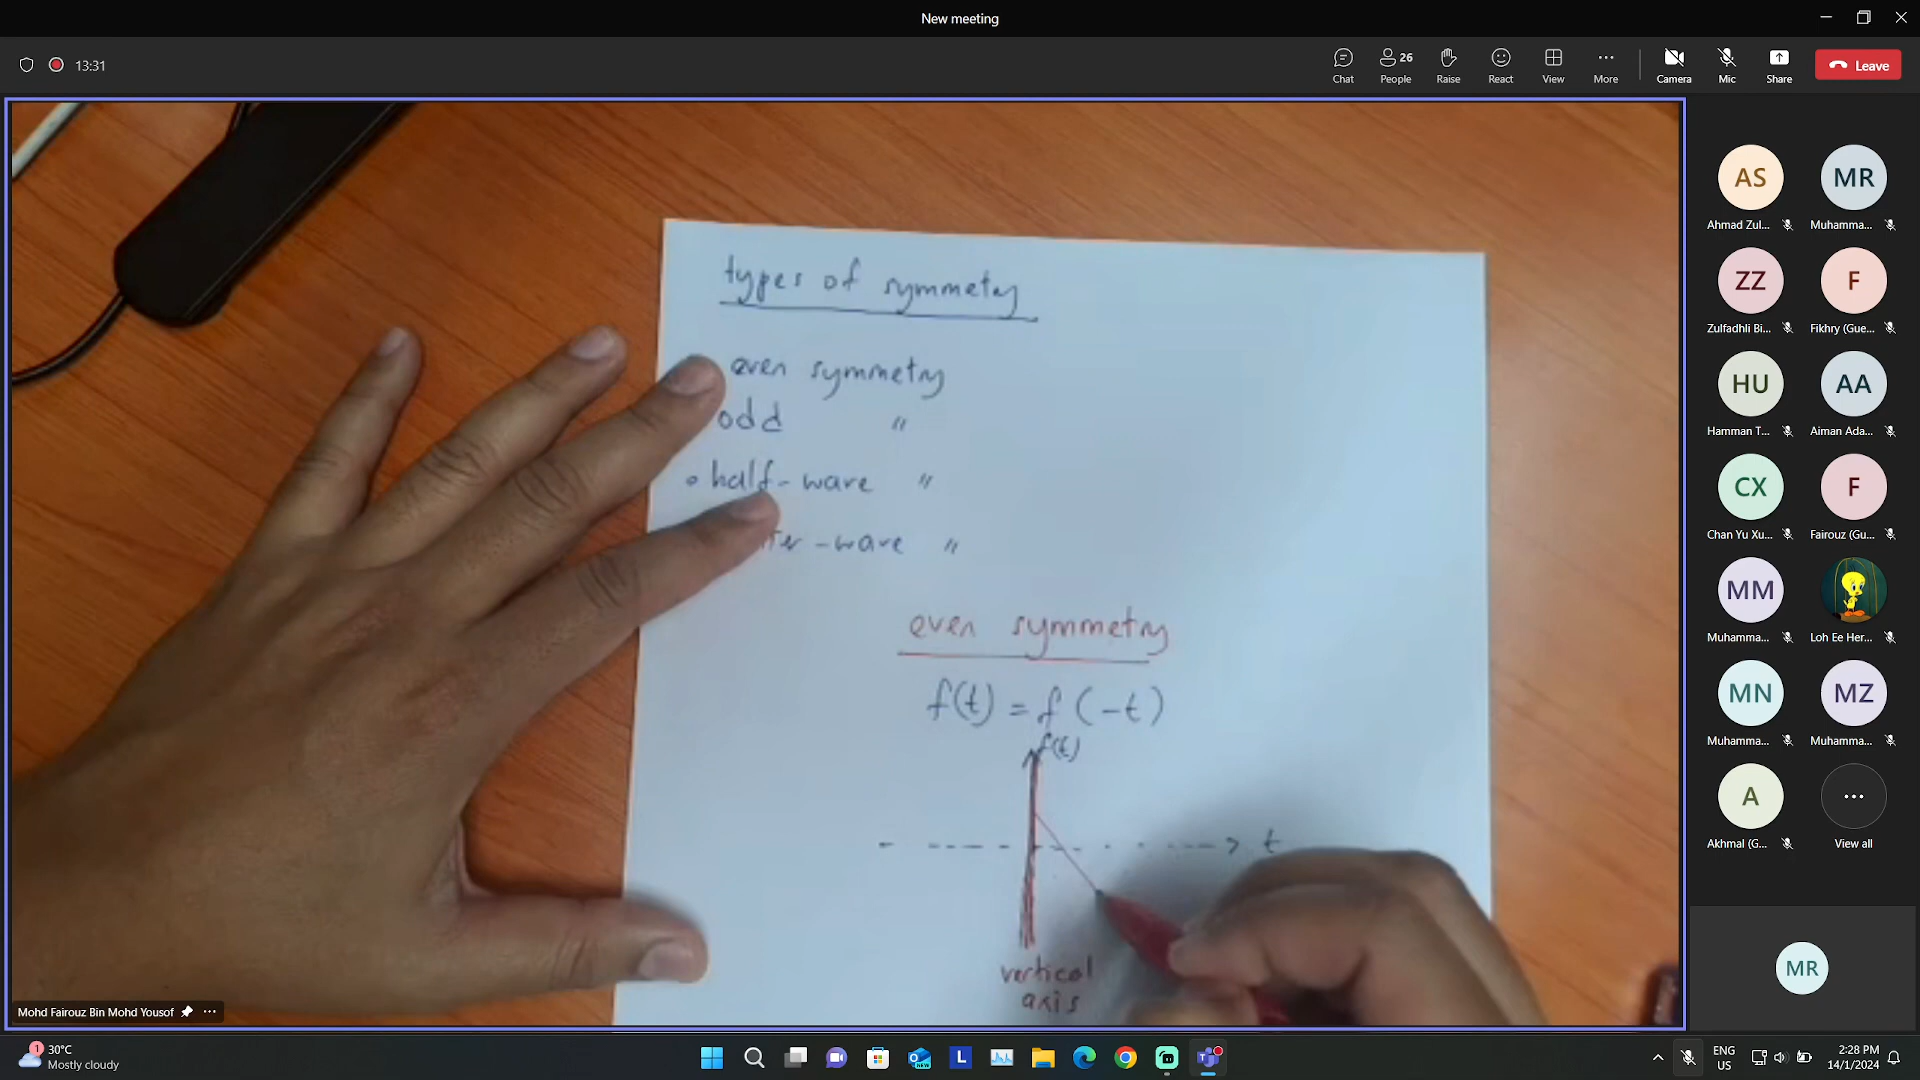 New meeting
13:31
Chat
26
People
Raise
React
View
More
Camera
Mic
Share
Leave
types of symmetry
even symmetry
odd "
• half-wave "
ter-wave "
even symmetry
f(t) = f(-t)
f(t)
t
vertical
axis
Mohd Fairouz Bin Mohd Yousof
AS
Ahmad Zul...
MR
Muhamma...
ZZ
Zulfadhli Bi...
F
Fikhry (Gue...
HU
Hamman T...
AA
Aiman Ada...
CX
Chan Yu Xu...
F
Fairouz (Gu...
MM
Muhamma...
Loh Ee Her...
MN
Muhamma...
MZ
Muhamma...
A
Akhmal (G...
View all
MR
1
30°C
Mostly cloudy
NEW
L
ENG
US
2:28 PM
14/1/2024